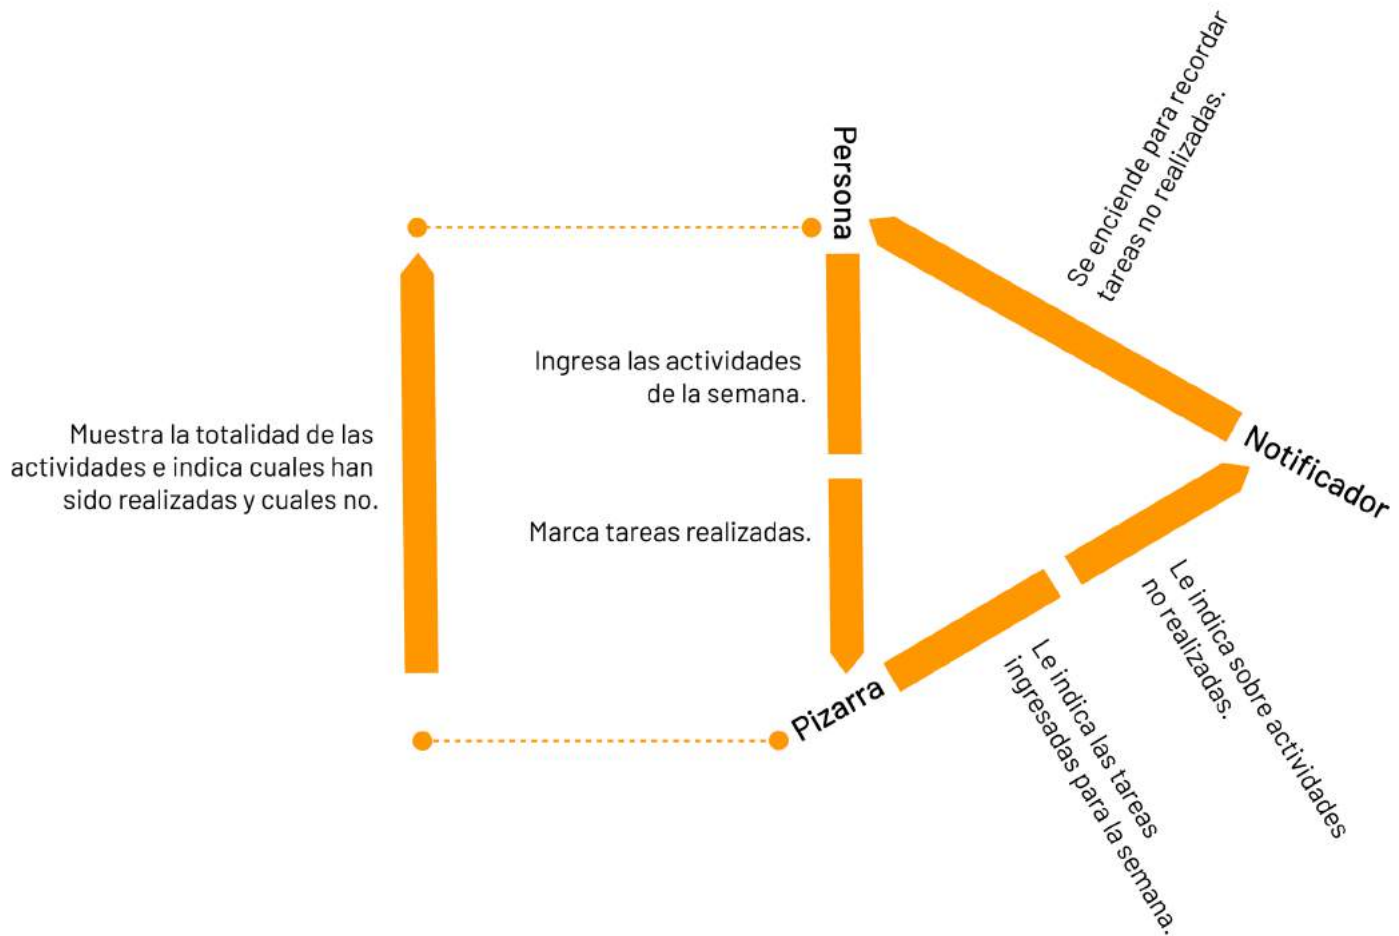 Persona
Se enciende para recordar
tareas no realizadas.
Ingresa las actividades
de la semana.
Muestra la totalidad de las
actividades e indica cuales han
sido realizadas y cuales no.
Notificador
Marca tareas realizadas.
Le indica sobre actividades
no realizadas.
Pizarra
Le indica las tareas
ingresadas para la semana.